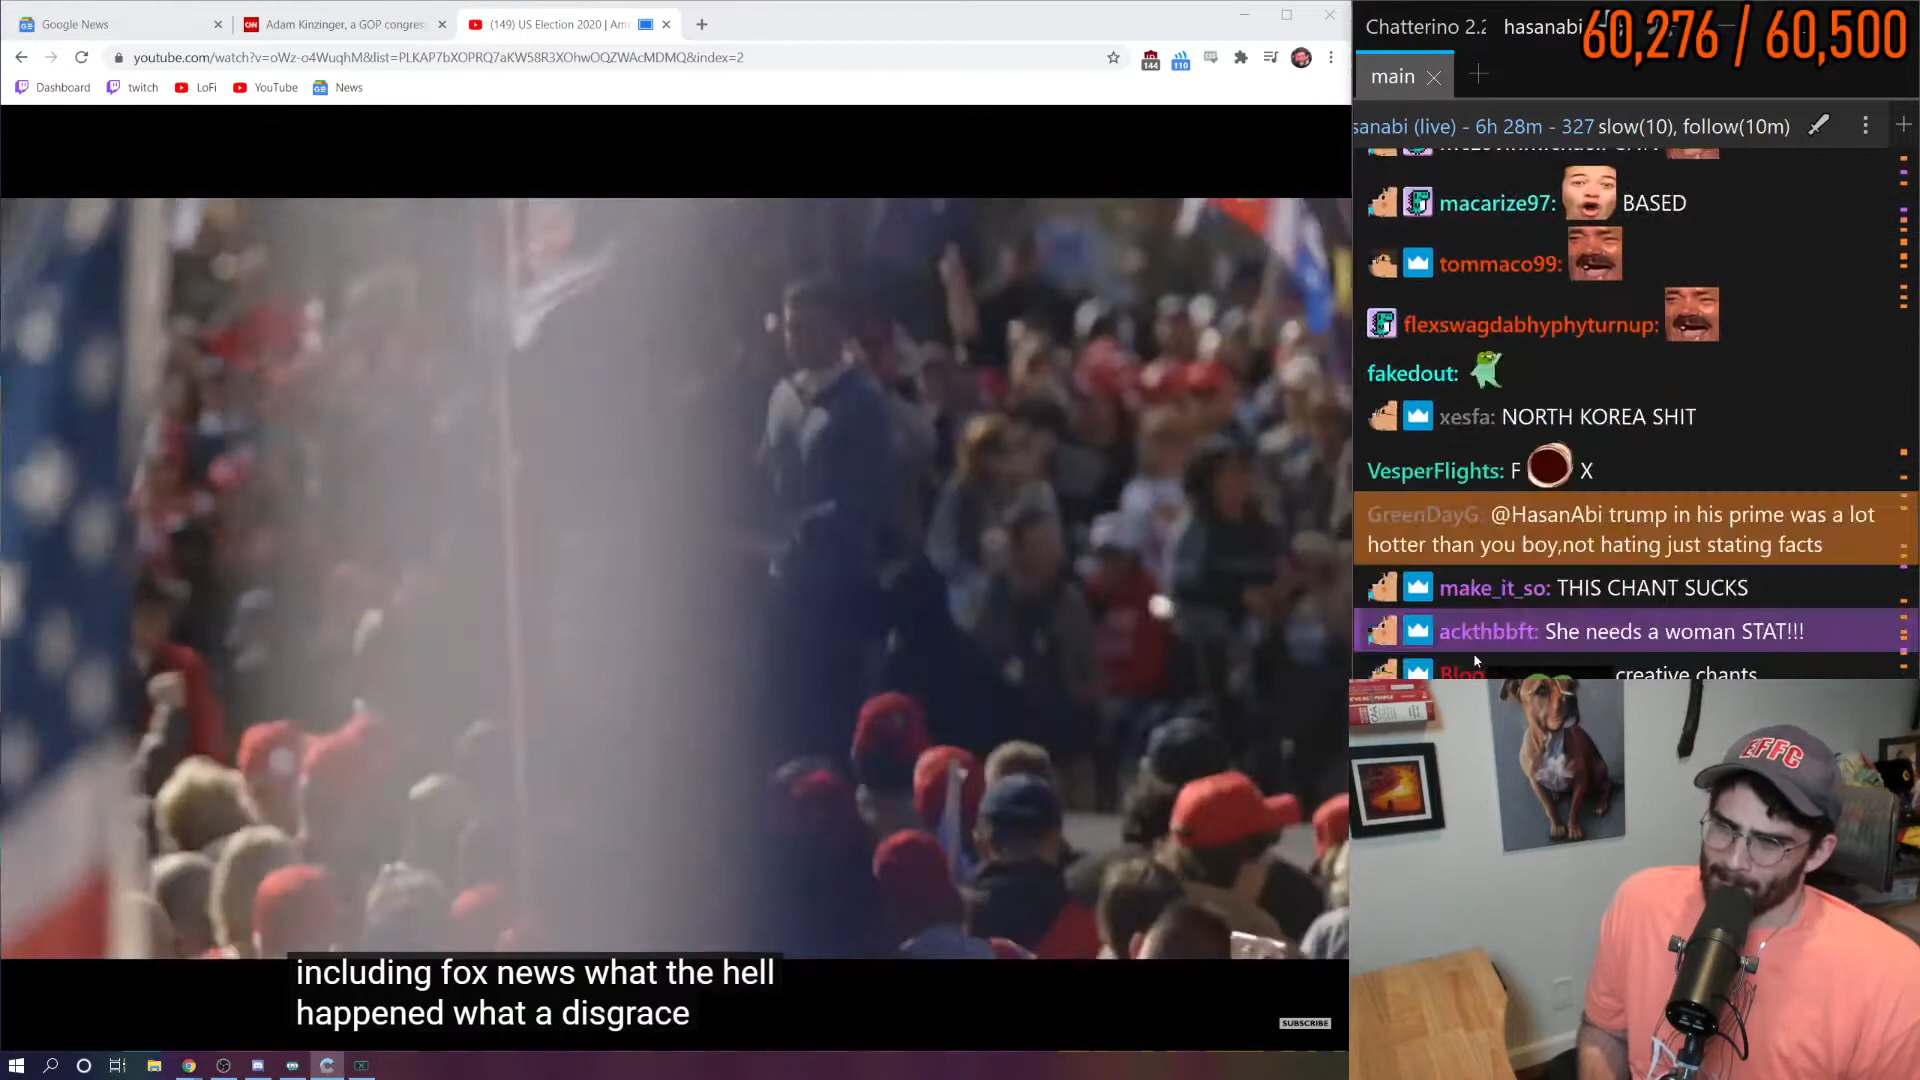 Google News
Adam Kinzinger, a GOP congres
(149) US Election 2020 | Am
youtube.com/watch?v=oWz-o4WuqhM&list=PLKAP7bXOPRQ7aKW58R3XOhwOQZWAcMDMQ&index=2
144
110
Dashboard
twitch
LoFi
YouTube
News
including fox news what the hell
happened what a disgrace
SUBSCRIBE
Chatterino 2.2
hasanabi
60,276 / 60,500
main
sanabi (live) - 6h 28m - 327 slow(10), follow(10m)
macarize97: BASED
tommaco99:
flexswagdabhyphyturnup:
fakedout:
xesfa: NORTH KOREA SHIT
VesperFlights: F X
GreenDayG: @HasanAbi trump in his prime was a lot
hotter than you boy,not hating just stating facts
make_it_so: THIS CHANT SUCKS
ackthbbft: She needs a woman STAT!!!
creative chants
EFFC